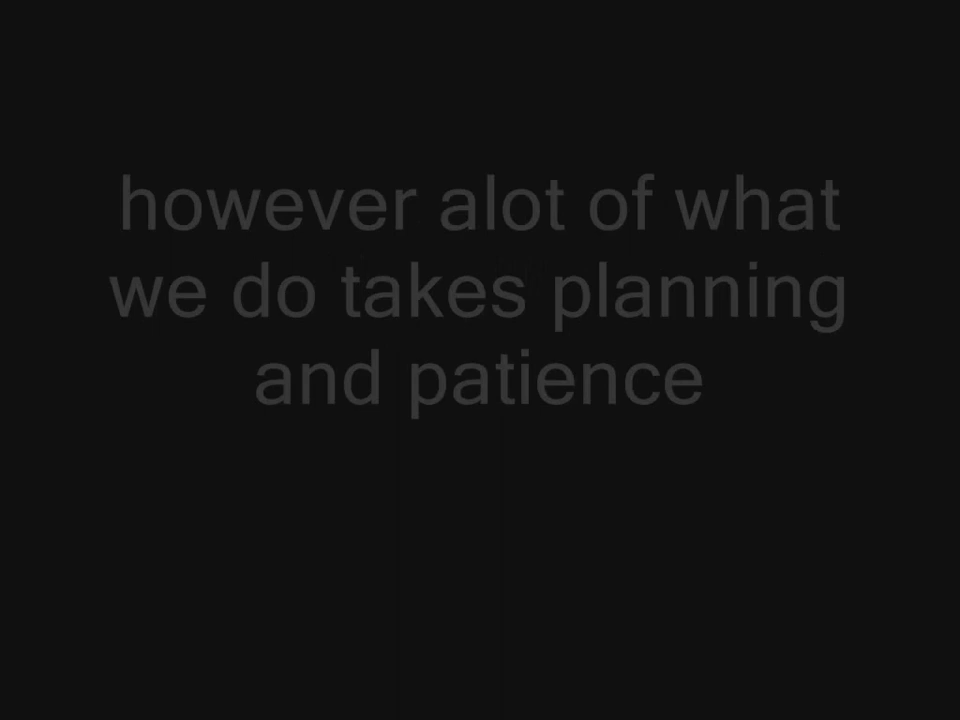 however alot of what
we do takes planning
and patience